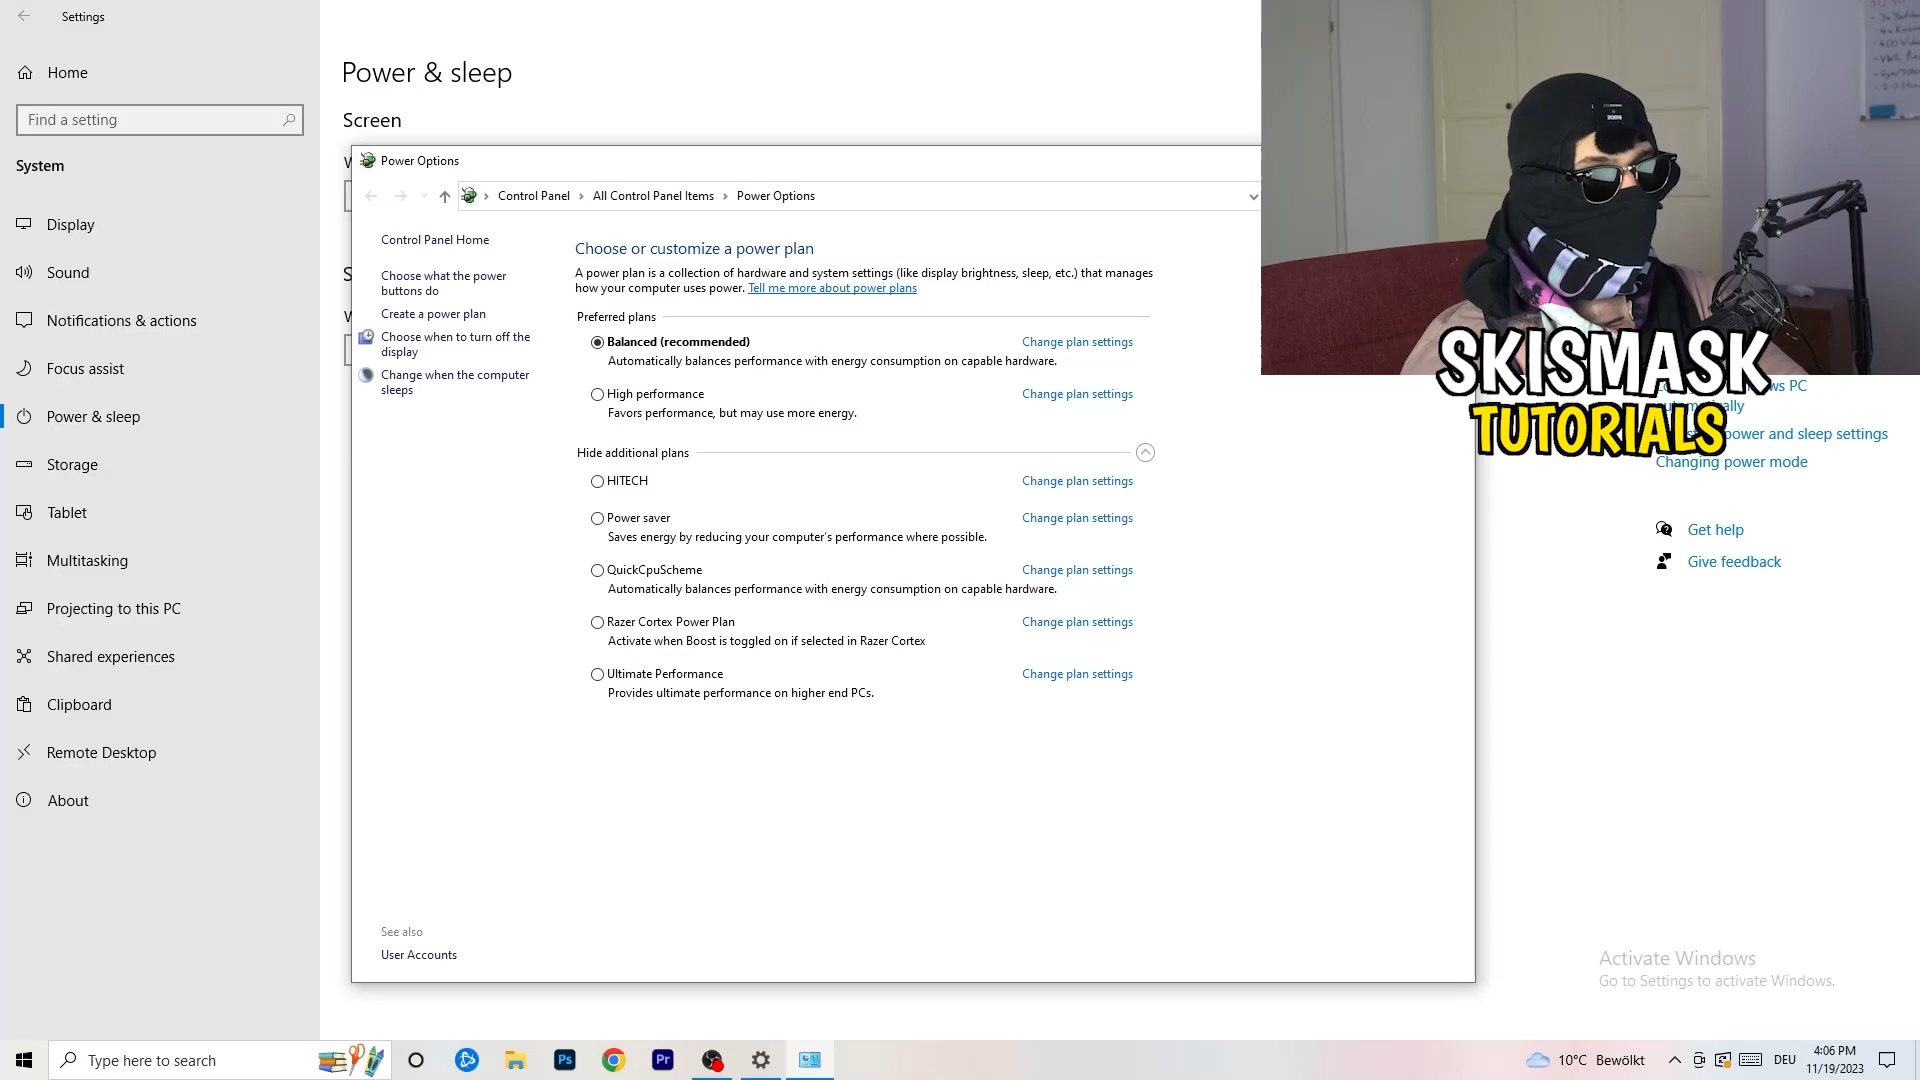 Settings
Home
Find a setting
System
Display
Sound
Notifications & actions
Focus assist
Power & sleep
Storage
Tablet
Multitasking
Projecting to this PC
Shared experiences
Clipboard
Remote Desktop
About
Power & sleep
Screen
Power Options
Control Panel
All Control Panel Items
Power Options
Control Panel Home
Choose what the power
buttons do
Create a power plan
Choose when to turn off the
display
Change when the computer
sleeps
See also
User Accounts
Choose or customize a power plan
A power plan is a collection of hardware and system settings (like display brightness, sleep, etc.) that manages
how your computer uses power. Tell me more about power plans
Preferred plans
Balanced (recommended) Change plan settings
Automatically balances performance with energy consumption on capable hardware.
High performance Change plan settings
Favors performance, but may use more energy.
Hide additional plans
HITECH Change plan settings
Power saver Change plan settings
Saves energy by reducing your computer's performance where possible.
QuickCpuScheme Change plan settings
Automatically balances performance with energy consumption on capable hardware.
Razer Cortex Power Plan Change plan settings
Activate when Boost is toggled on if selected in Razer Cortex
Ultimate Performance Change plan settings
Provides ultimate performance on higher end PCs.
SKISMASK
TUTORIALS
PC
power and sleep settings
Changing power mode
Get help
Give feedback
Activate Windows
Go to Settings to activate Windows.
Type here to search
Ps
Pr
10°C Bewölkt
DEU
4:06 PM
11/19/2023